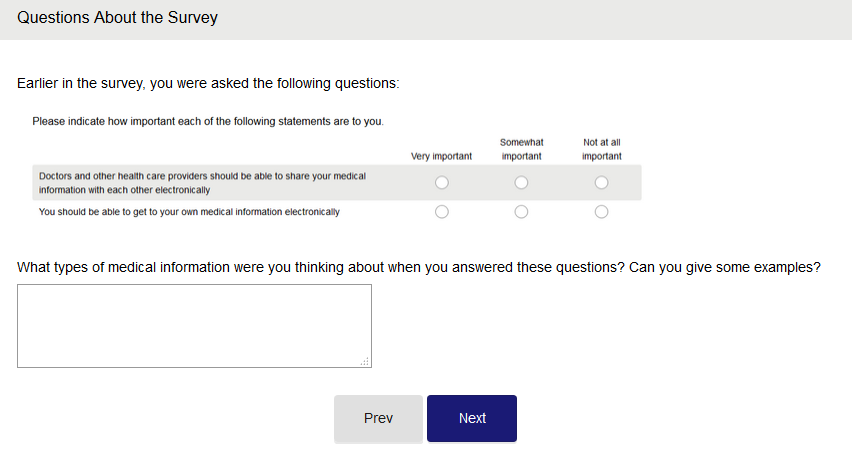 Questions About the Survey
Earlier in the survey, you were asked the following questions:
Please indicate how important each of the following statements are to you.
Very important
Somewhat important
Not at all important
Doctors and other health care providers should be able to share your medical
information with each other electronically
You should be able to get to your own medical information electronically
What types of medical information were you thinking about when you answered these questions? Can you give some examples?
Prev
Next